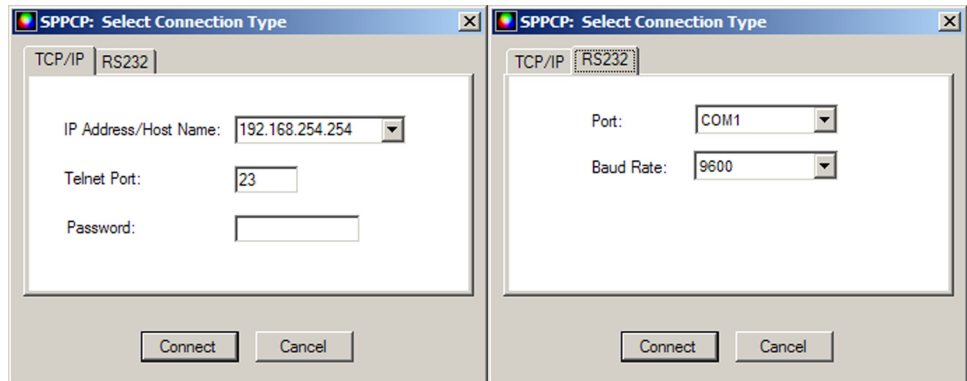 SPPCP: Select Connection Type
TCP/IP RS232
IP Address/Host Name: 192.168.254.254
Telnet Port: 23
Password:
Connect Cancel
SPPCP: Select Connection Type
TCP/IP RS232
Port: COM1
Baud Rate: 9600
Connect Cancel